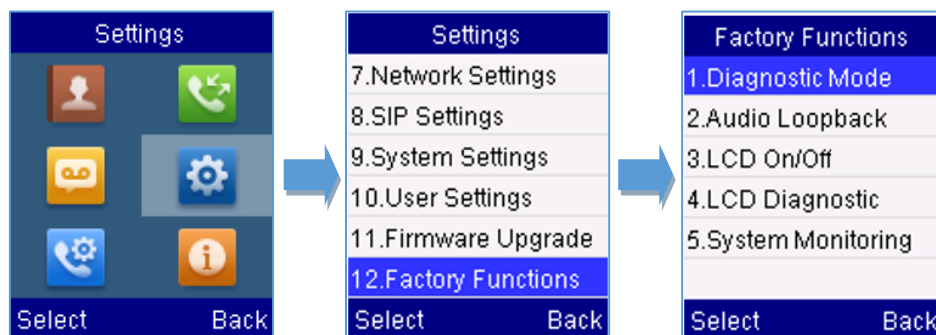 Settings
Select Back
Settings
7.Network Settings
8.SIP Settings
9.System Settings
10.User Settings
11.Firmware Upgrade
12.Factory Functions
Select Back
Factory Functions
1.Diagnostic Mode
2.Audio Loopback
3.LCD On/Off
4.LCD Diagnostic
5.System Monitoring
Select Back